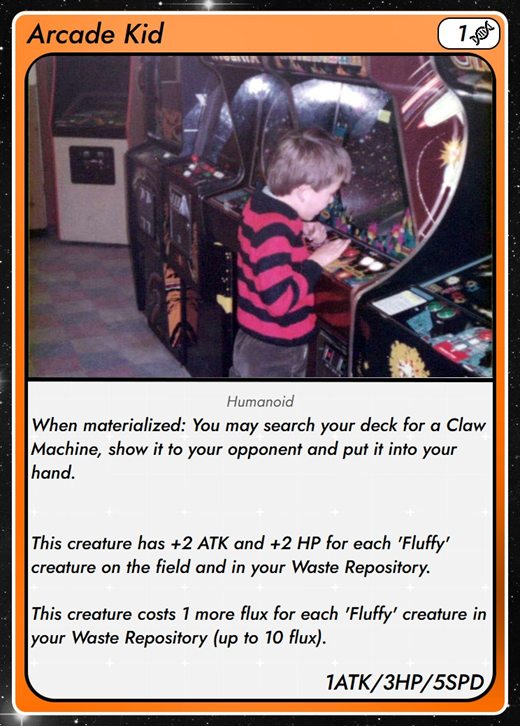 Arcade Kid
1
Humanoid
When materialized: You may search your deck for a Claw
Machine, show it to your opponent and put it into your
hand.
This creature has +2 ATK and +2 HP for each 'Fluffy'
creature on the field and in your Waste Repository.
This creature costs 1 more flux for each 'Fluffy' creature in
your Waste Repository (up to 10 flux).
1ATK/3HP/5SPD